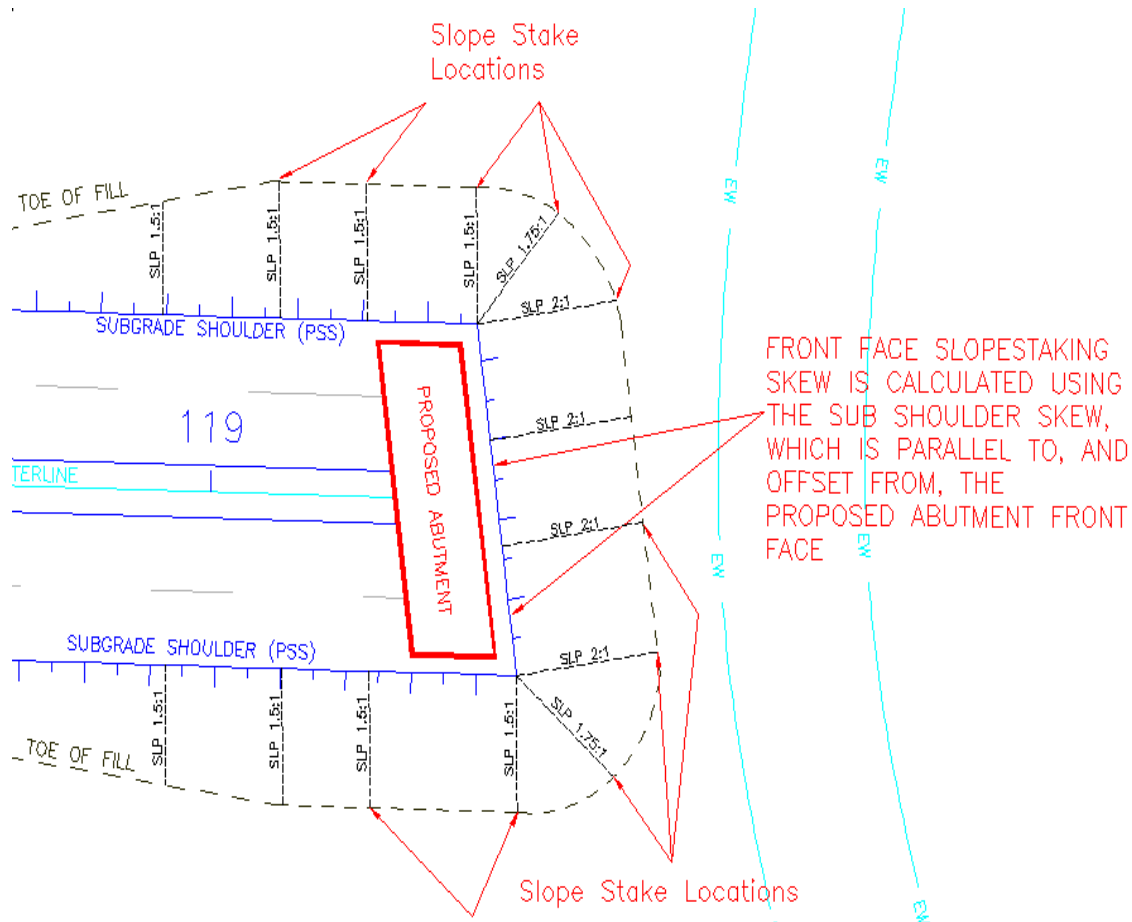 Slope Stake
Locations
EW
EW
TOE OF FILL
SLP 1.5:1
SLP 1.5:1
SLP 1.5:1
SLP 1.5:1
SLP 1.75:1
SLP 2:1
SUBGRADE SHOULDER (PSS)
FRONT FACE SLOPESTAKING
SKEW IS CALCULATED USING
THE SUB SHOULDER SKEW,
WHICH IS PARALLEL TO, AND
OFFSET FROM, THE
PROPOSED ABUTMENT FRONT
FACE
119
PROPOSED ABUTMENT
SLP 2:1
TERLINE
SLP 2:1
EW
EW
SUBGRADE SHOULDER (PSS)
SLP 2:1
SLP 1.5:1
SLP 1.5:1
SLP 1.5:1
SLP 1.5:1
SLP 1.75:1
TOE OF FILL
Slope Stake Locations
EW